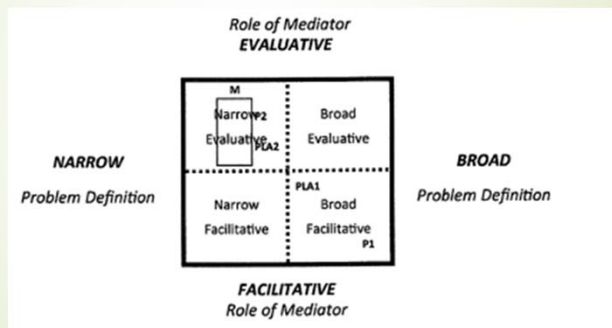 Role of Mediator
EVALUATIVE
M
Narrow P2
Broad
Evaluative
PLA2
Evaluative
NARROW
Problem Definition
BROAD
Problem Definition
PLA1
Narrow
Facilitative
Broad
Facilitative
P1
FACILITATIVE
Role of Mediator